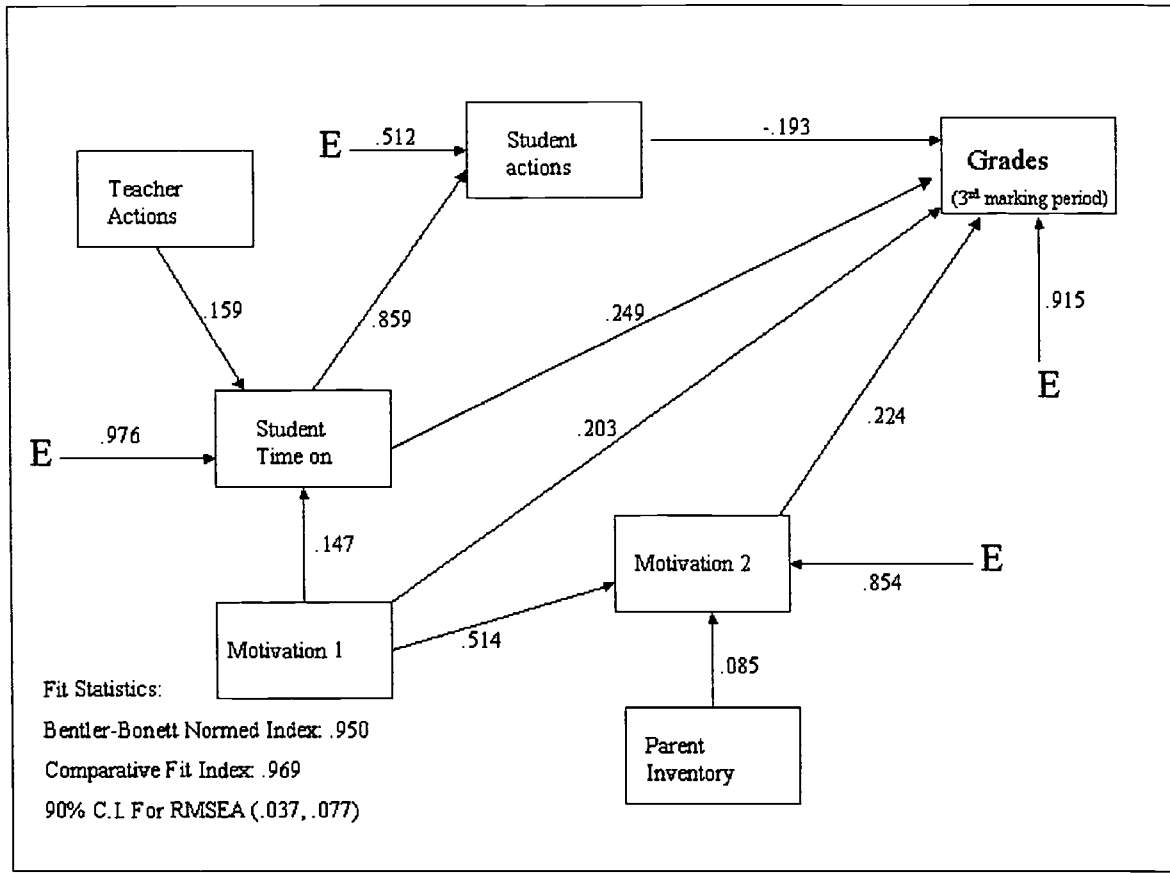 E
.512
Student
actions
-.193
Grades
(3rd marking period)
Teacher
Actions
.159
.859
.249
.915
E
E
.976
Student
Time on
.203
.224
.147
Motivation 2
E
.854
Motivation 1
.514
.085
Fit Statistics:
Bentler-Bonett Normed Index: .950
Comparative Fit Index: .969
90% C.I. For RMSEA (.037, .077)
Parent
Inventory